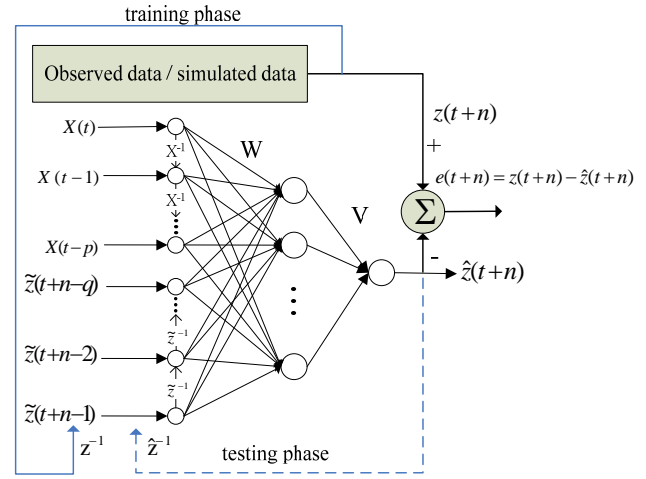 training phase
Observed data / simulated data
z(t+n)
+
X(t)
W
X⁻¹
e(t+n) = z(t+n) − ẑ(t+n)
X(t−1)
X⁻¹
V
Σ
X(t−p)
-
z̃(t+n−q)
ẑ(t+n)
z̃⁻¹
z̃(t+n−2)
z̃⁻¹
z̃(t+n−1)
z⁻¹
ẑ⁻¹
testing phase